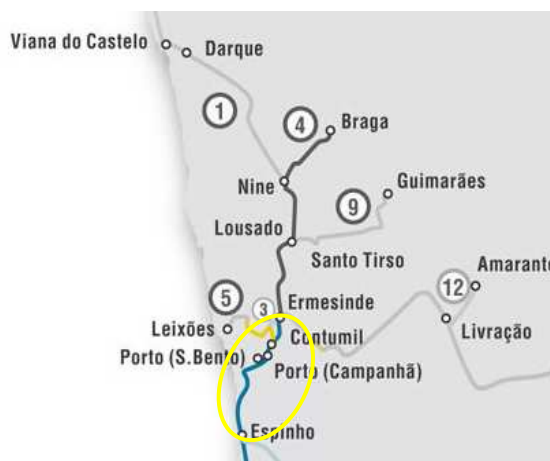 Viana do Castelo
Darque
1
4
Braga
Nine
9
Guimarães
Lousado
Santo Tirso
Amarante
12
5
3
Ermesinde
Leixões
Contumil
Livração
Porto (S.Bento)
Porto (Campanhã)
Espinho